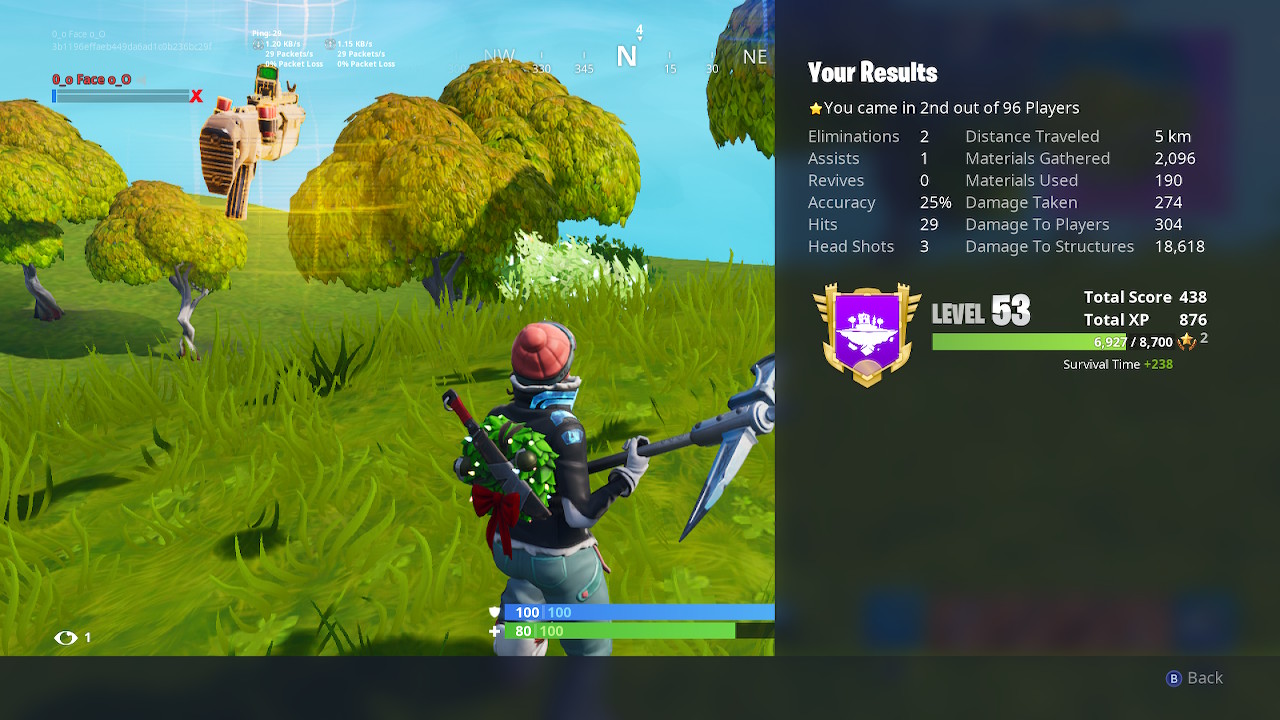 0_o Face o_O
Ping: 20
1.20 KB/s 1.15 KB/s
29 Packets/s 29 Packets/s
0% Packet Loss 0% Packet Loss
0_o Face o_O
X
4
NW 330 345 N 15 30 NE
100 100
80 100
1
Your Results
You came in 2nd out of 96 Players
Eliminations 2 Distance Traveled 5 km
Assists 1 Materials Gathered 2,096
Revives 0 Materials Used 190
Accuracy 25% Damage Taken 274
Hits 29 Damage To Players 304
Head Shots 3 Damage To Structures 18,618
LEVEL 53
Total Score 438
Total XP 876
6,927 / 8,700 2
Survival Time +238
B Back